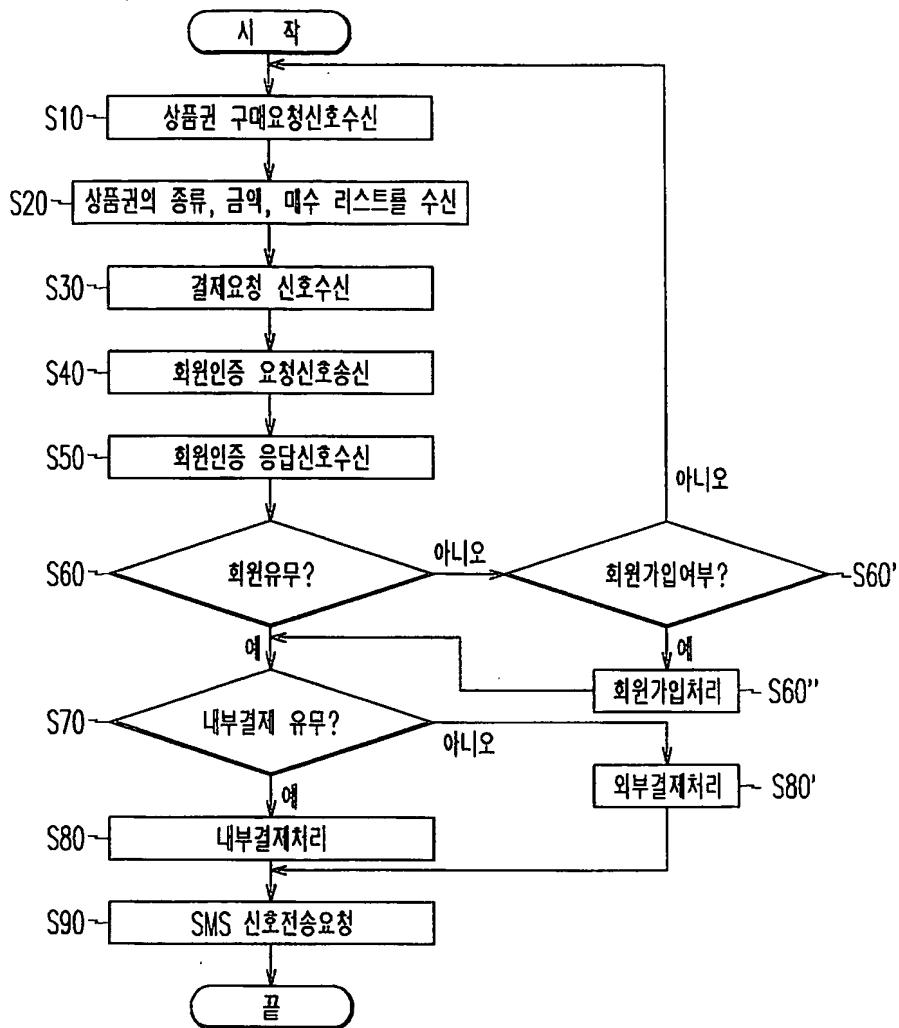 시 작
S10
상품권 구매요청신호수신
S20
상품권의 종류, 금액, 매수 리스트를 수신
S30
결제요청 신호수신
S40
회원인증 요청신호송신
S50
회원인증 응답신호수신
아니오
S60
회원유무?
아니오
회원가입여부?
S60'
예
예
회원가입처리
S60''
S70
내부결제 유무?
아니오
외부결제처리
S80'
예
S80
내부결제처리
S90
SMS 신호전송요청
끝